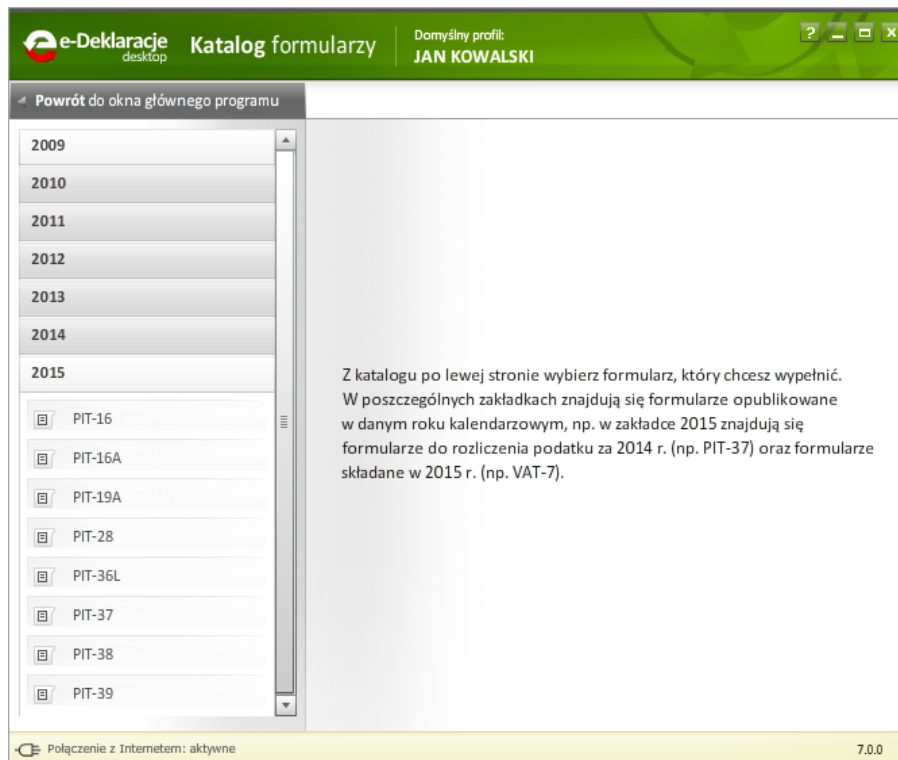 e-Deklaracje
desktop
Katalog formularzy
Domyślny profil:
JAN KOWALSKI
?
Powrót do okna głównego programu
2009
2010
2011
2012
2013
2014
2015
PIT-16
PIT-16A
PIT-19A
PIT-28
PIT-36L
PIT-37
PIT-38
PIT-39
Z katalogu po lewej stronie wybierz formularz, który chcesz wypełnić.
W poszczególnych zakładkach znajdują się formularze opublikowane
w danym roku kalendarzowym, np. w zakładce 2015 znajdują się
formularze do rozliczenia podatku za 2014 r. (np. PIT-37) oraz formularze
składane w 2015 r. (np. VAT-7).
Połączenie z Internetem: aktywne
7.0.0